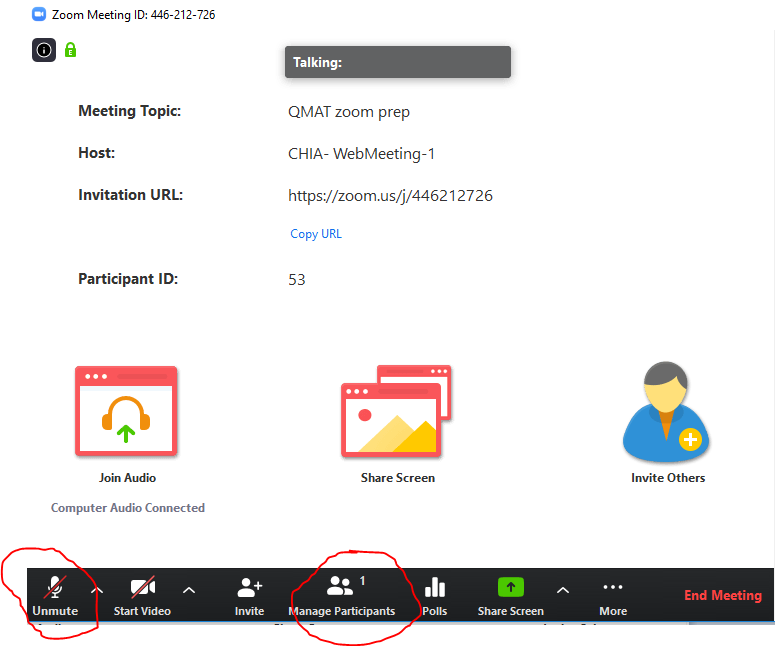 Zoom Meeting ID: 446-212-726
Talking:
Meeting Topic: QMAT zoom prep
Host: CHIA- WebMeeting-1
Invitation URL: https://zoom.us/j/446212726
Copy URL
Participant ID: 53
Join Audio Share Screen Invite Others
Computer Audio Connected
1
Unmute Start Video Invite Manage Participants Polls Share Screen More End Meeting